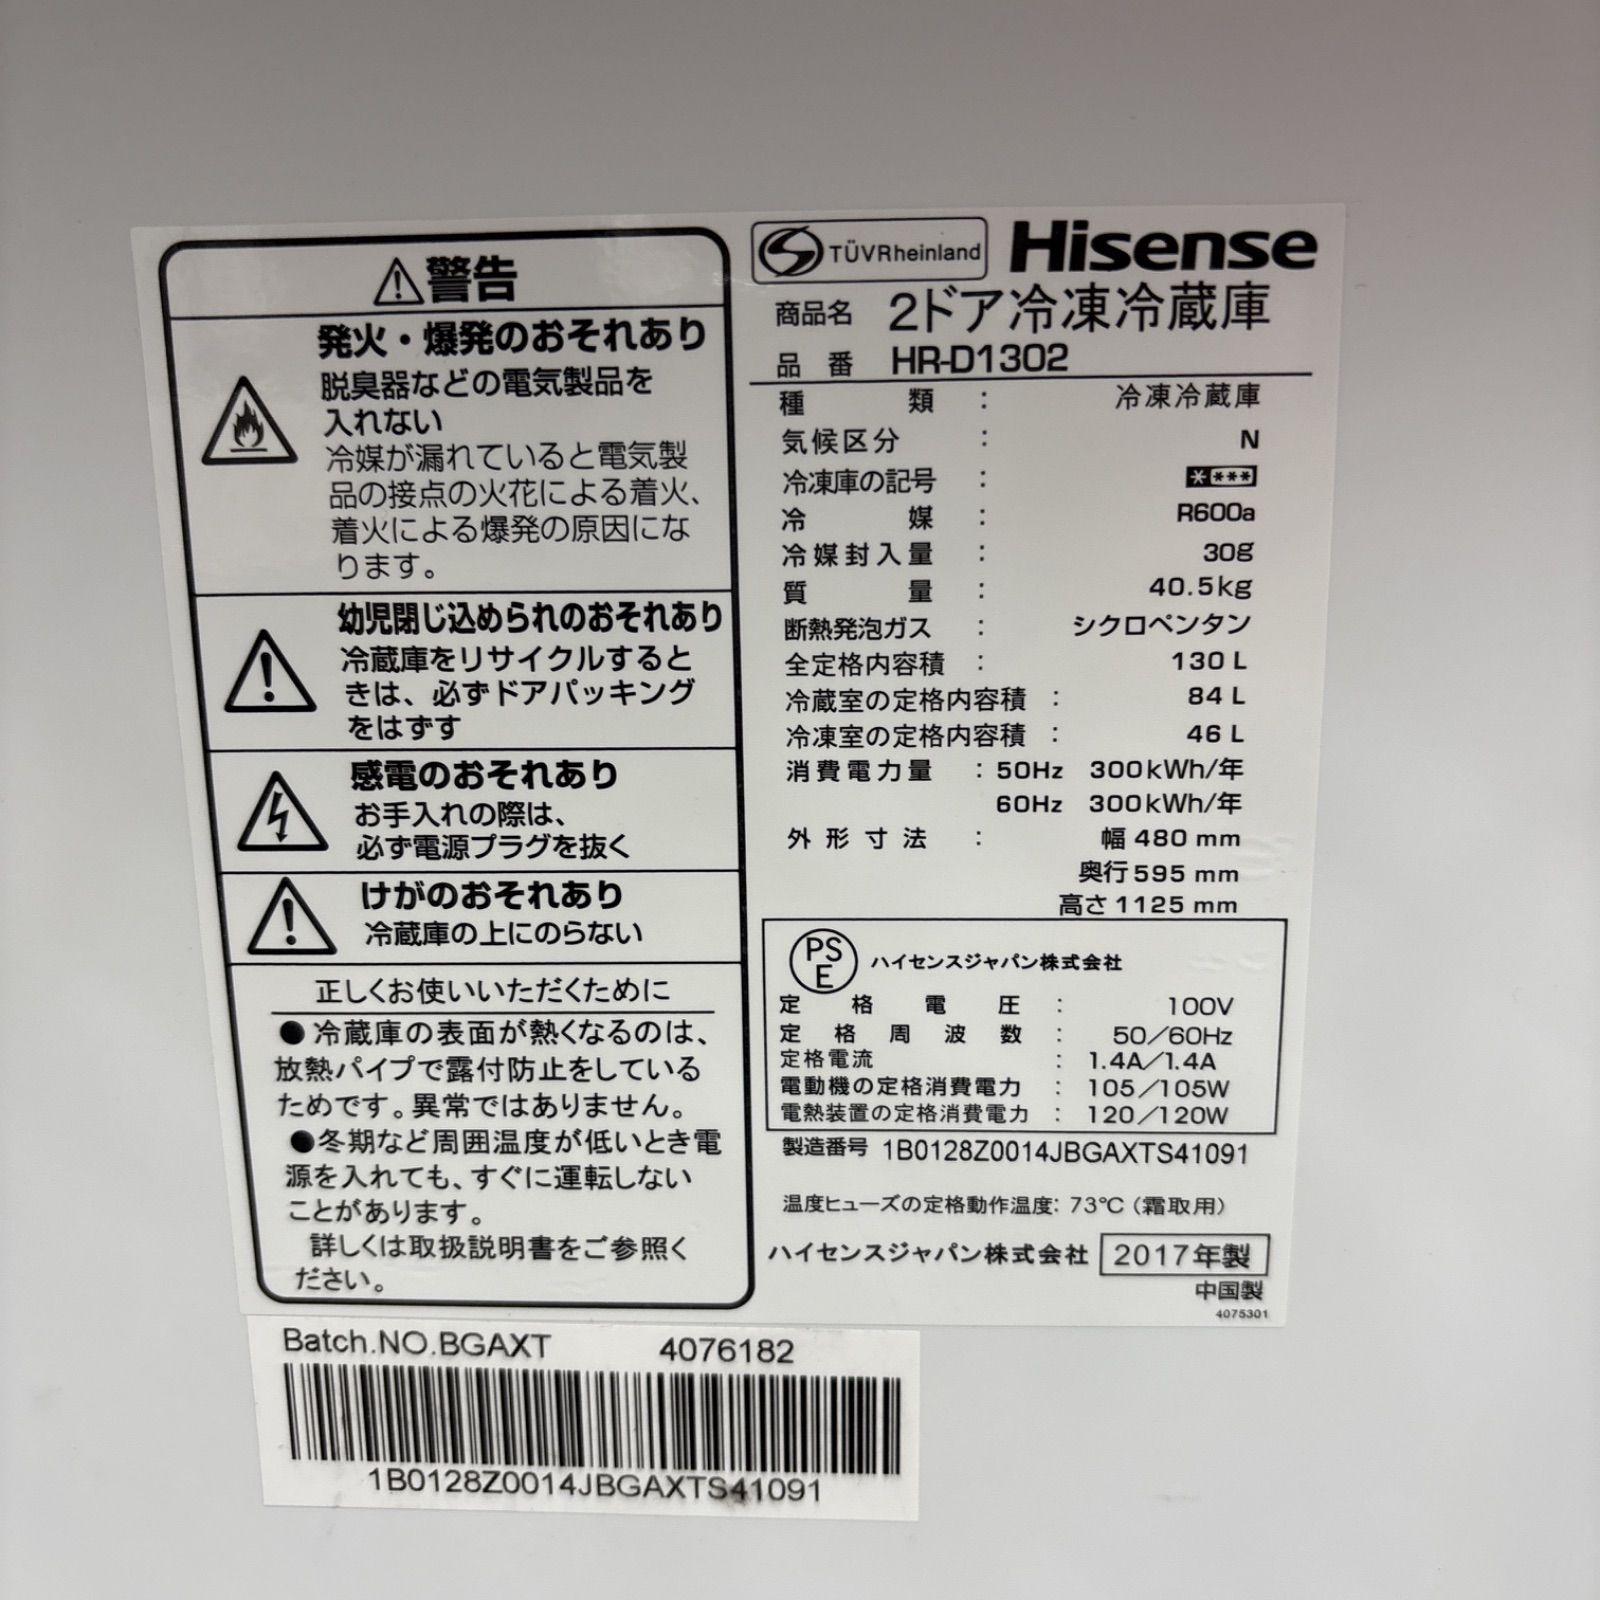 ⚠警告
発火・爆発のおそれあり
脱臭器などの電気製品を
入れない
冷媒が漏れていると電気製
品の接点の火花による着火、
着火による爆発の原因にな
ります。
幼児閉じ込められのおそれあり
冷蔵庫をリサイクルすると
きは、必ずドアパッキング
をはずす
感電のおそれあり
お手入れの際は、
必ず電源プラグを抜く
けがのおそれあり
冷蔵庫の上にのらない
正しくお使いいただくために
●冷蔵庫の表面が熱くなるのは、
放熱パイプで露付防止をしている
ためです。異常ではありません。
●冬期など周囲温度が低いとき電
源を入れても、すぐに運転しない
ことがあります。
詳しくは取扱説明書をご参照く
ださい。
TÜVRheinland Hisense
商品名 2ドア冷凍冷蔵庫
品番 HR-D1302
種類 : 冷凍冷蔵庫
気候区分 : N
冷凍庫の記号 : ****
冷媒 : R600a
冷媒封入量 : 30g
質量 : 40.5kg
断熱発泡ガス : シクロペンタン
全定格内容積 : 130 L
冷蔵室の定格内容積 : 84 L
冷凍室の定格内容積 : 46 L
消費電力量 : 50Hz 300kWh/年
60Hz 300kWh/年
外形寸法 : 幅 480 mm
奥行 595 mm
高さ 1125 mm
PSE ハイセンスジャパン株式会社
定格電圧 : 100V
定格周波数 : 50/60Hz
定格電流 : 1.4A/1.4A
電動機の定格消費電力 : 105/105W
電熱装置の定格消費電力 : 120/120W
製造番号 1B0128Z0014JBGAXTS41091
温度ヒューズの定格動作温度: 73℃ (霜取用)
ハイセンスジャパン株式会社 2017年製
中国製
4075301
Batch.NO.BGAXT 4076182
1B0128Z0014JBGAXTS41091